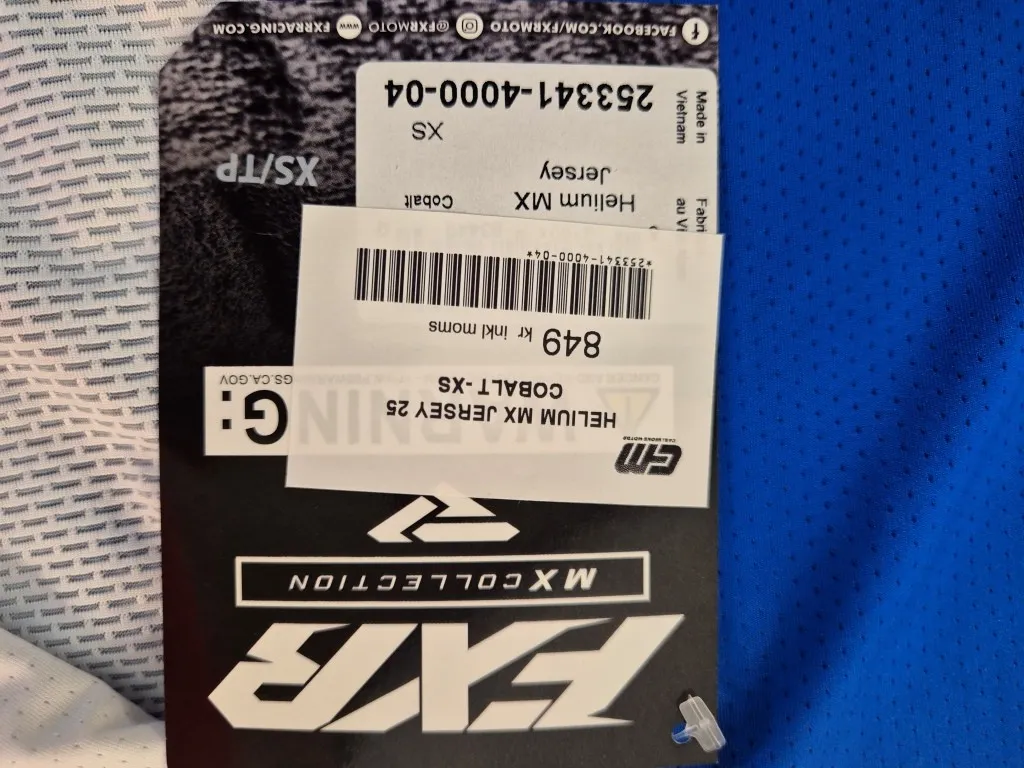 FXR
MX COLLECTION
CM
CARLSSONS MOTOR
HELIUM MX JERSEY 25
COBALT - XS
WARNING:
GS.CA.GOV
849 kr inkl moms
*253341-4000-04*
Helium MX
Jersey
Cobalt
XS
253341-4000-04
Made in
Vietnam
Fabri
au Vi
XS/TP
FACEBOOK.COM/FXRMOTO @FXRMOTO www FXRRACING.COM